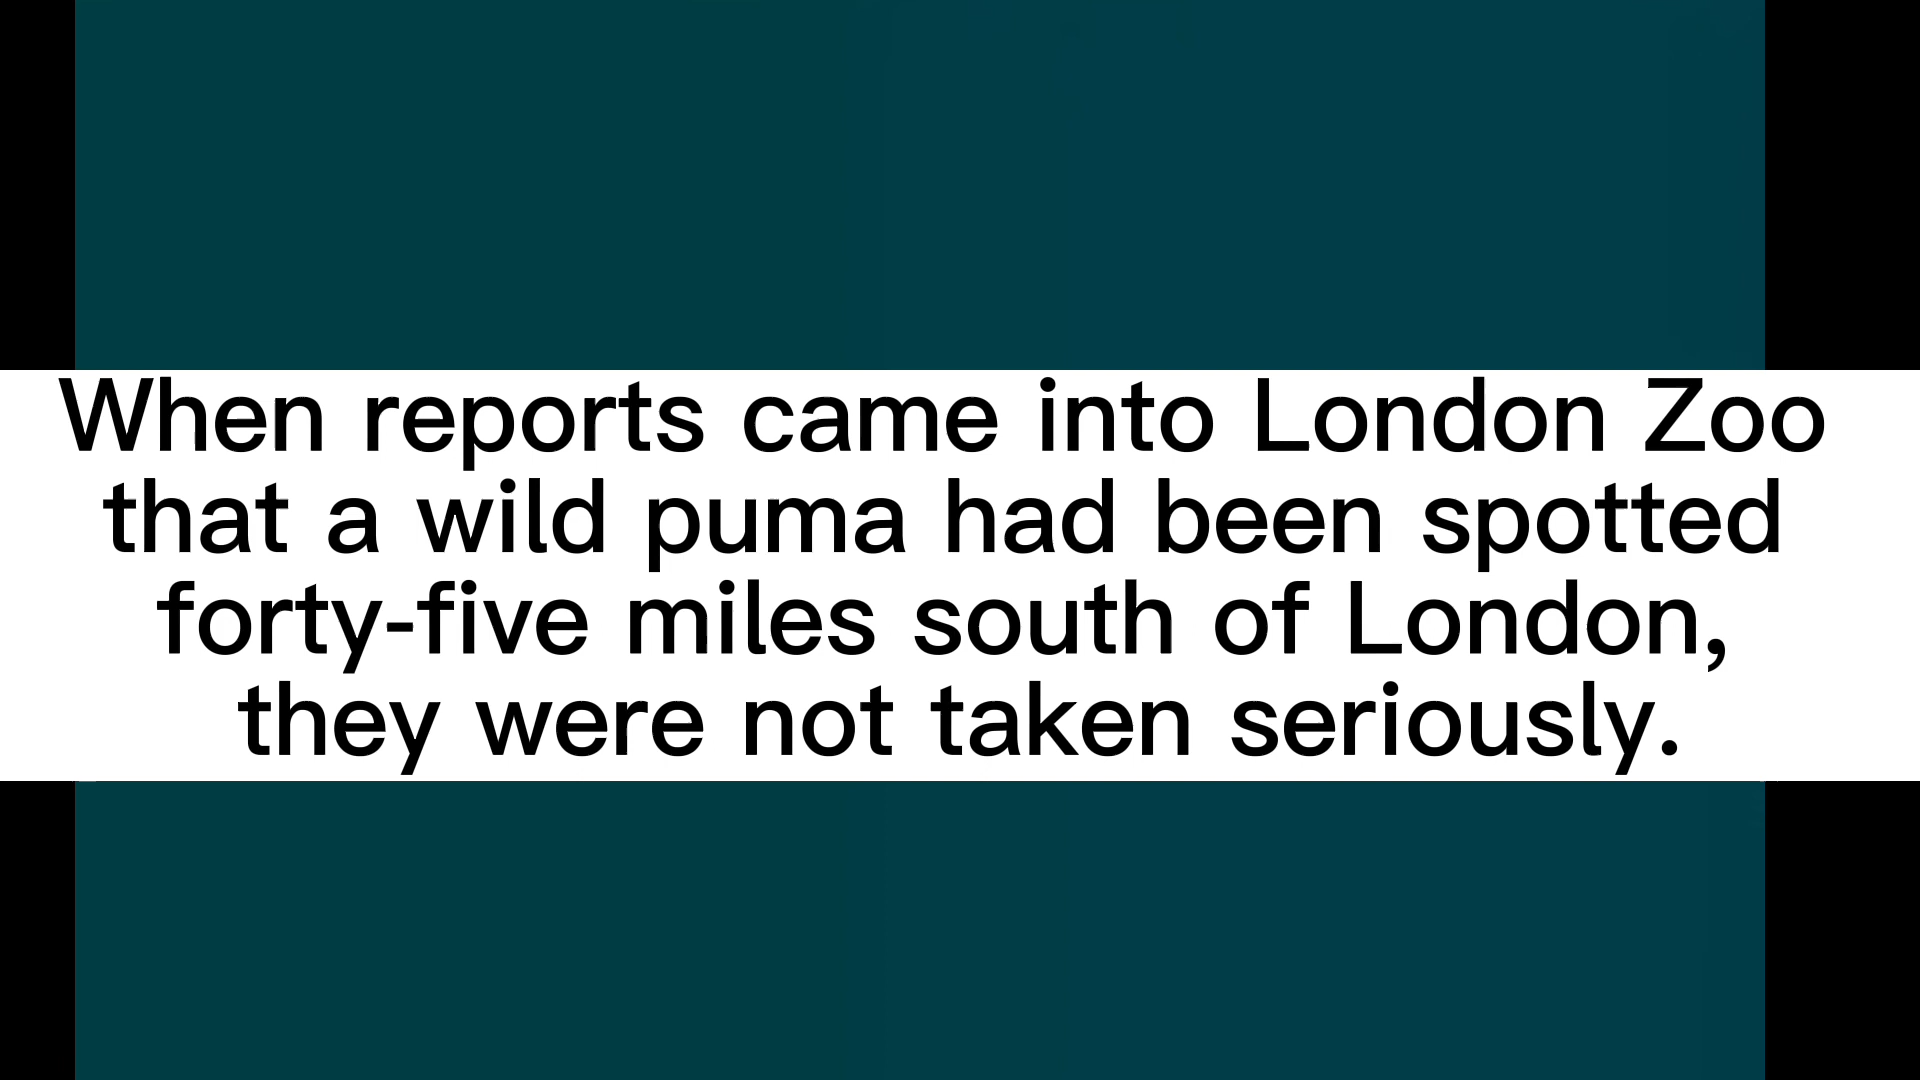 When reports came into London Zoo
that a wild puma had been spotted
forty-five miles south of London,
they were not taken seriously.